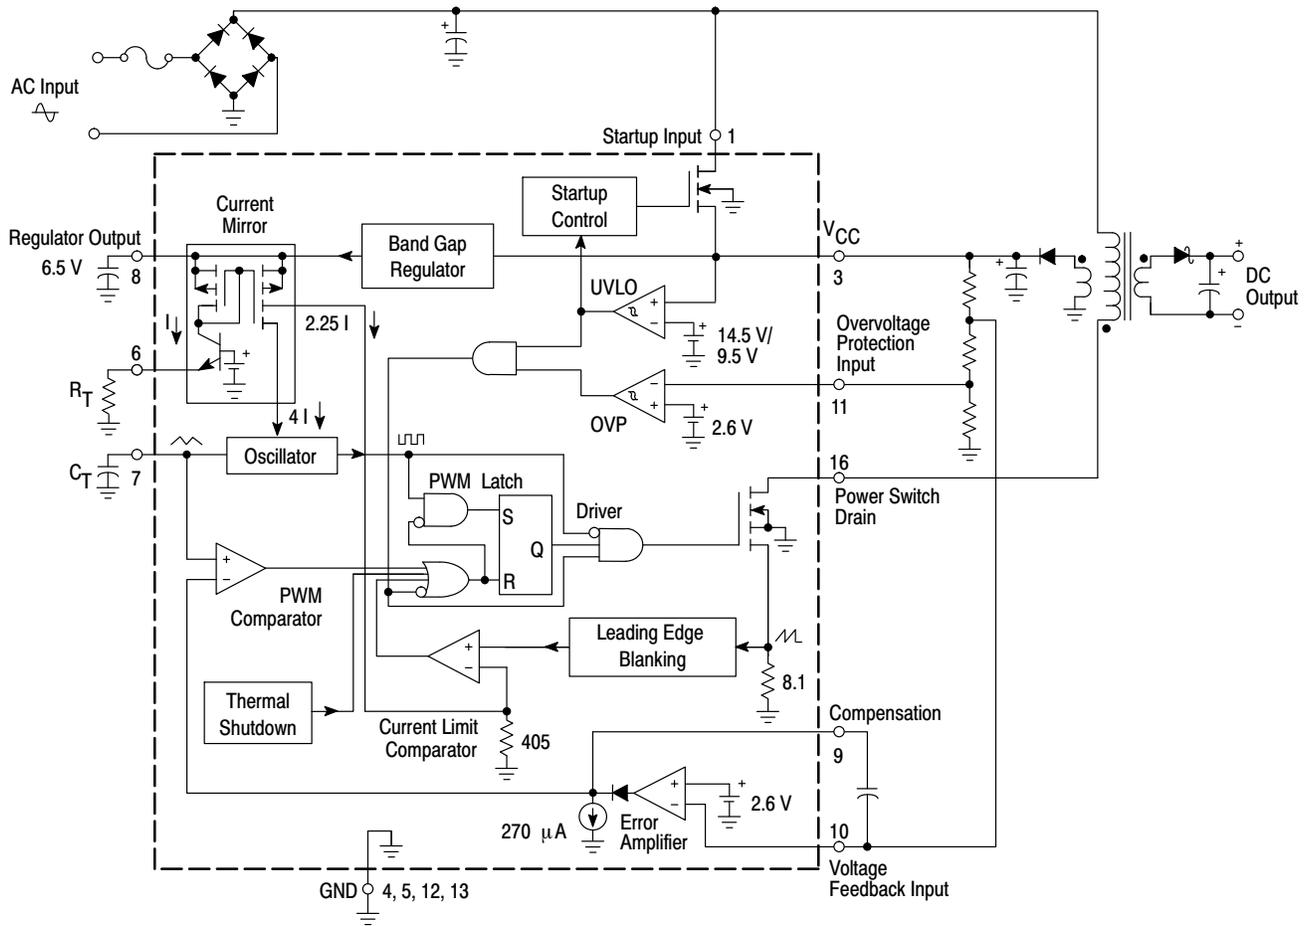 AC Input
Startup Input
1
Current
Mirror
Startup
Control
Regulator Output
6.5 V
8
Band Gap
Regulator
VCC
3
+
DC
Output
−
I
2.25 I
UVLO
14.5 V/
9.5 V
Overvoltage
Protection
Input
11
6
RT
4 I
OVP
2.6 V
CT
7
Oscillator
16
Power Switch
Drain
PWM Latch
S
Q
R
Driver
PWM
Comparator
Leading Edge
Blanking
8.1
Thermal
Shutdown
Current Limit
Comparator
405
Compensation
9
270 µA
Error
Amplifier
2.6 V
10
Voltage
Feedback Input
GND
4, 5, 12, 13